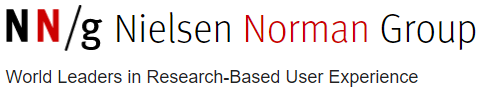 NN/g Nielsen Norman Group
World Leaders in Research-Based User Experience